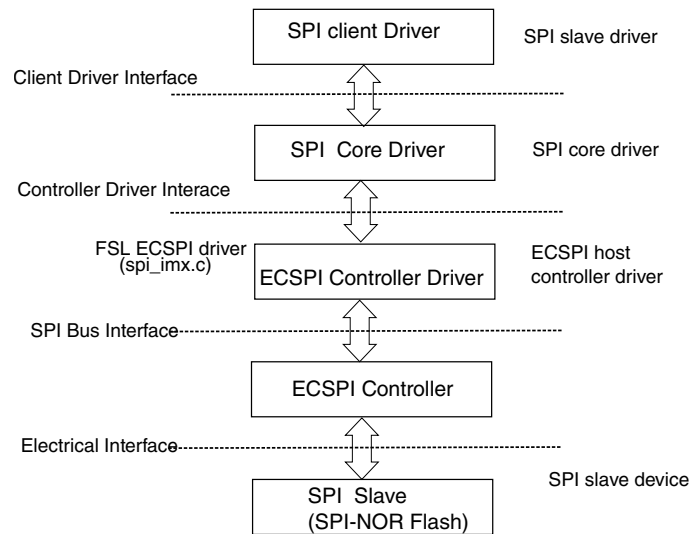 SPI client Driver
SPI slave driver
Client Driver Interface
SPI Core Driver
SPI core driver
Controller Driver Interace
FSL ECSPI driver
(spi_imx.c)
ECSPI Controller Driver
ECSPI host
controller driver
SPI Bus Interface
ECSPI Controller
Electrical Interface
SPI Slave
(SPI-NOR Flash)
SPI slave device